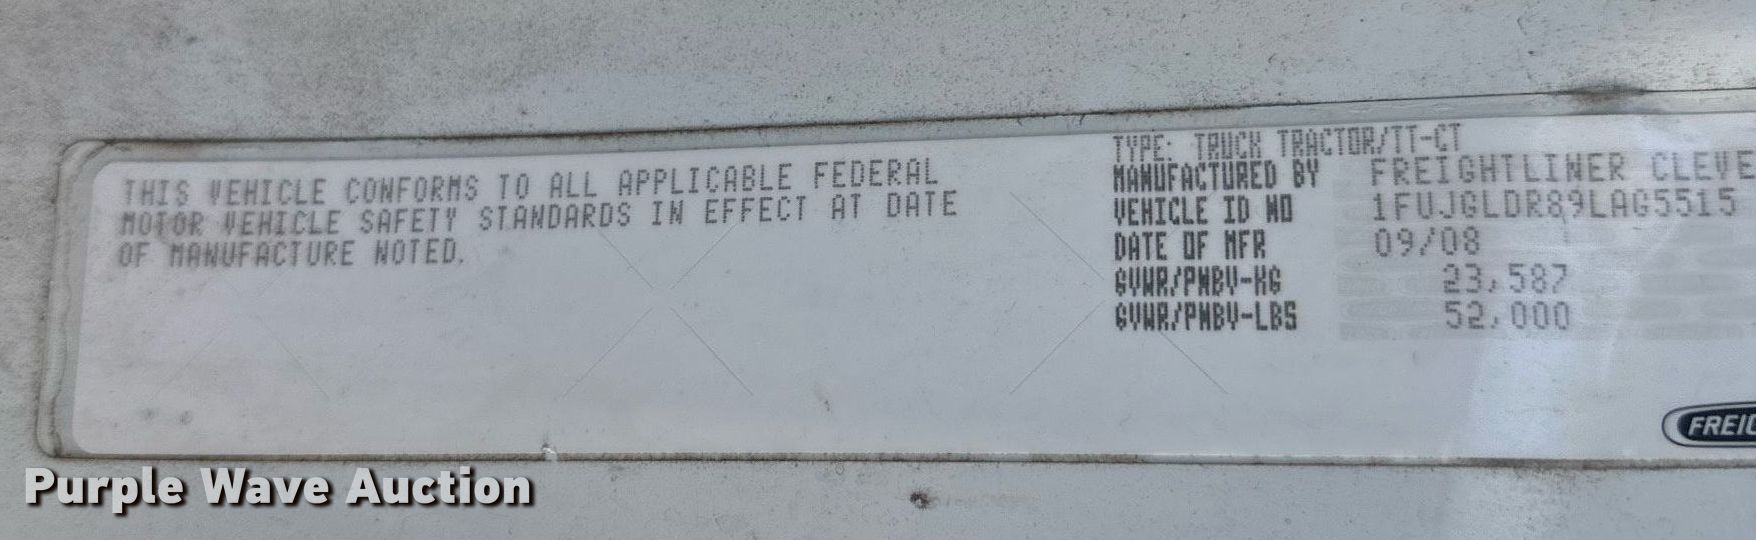 THIS VEHICLE CONFORMS TO ALL APPLICABLE FEDERAL
MOTOR VEHICLE SAFETY STANDARDS IN EFFECT AT DATE
OF MANUFACTURE NOTED.
TYPE: TRUCK TRACTOR/TT-CT
MANUFACTURED BY FREIGHTLINER CLEVE
VEHICLE ID NO 1FUJGLDR89LAG5515
DATE OF MFR 09/08
GVWR/PNBV-KG 23,587
GVWR/PNBV-LBS 52,000
FREIG
Purple Wave Auction